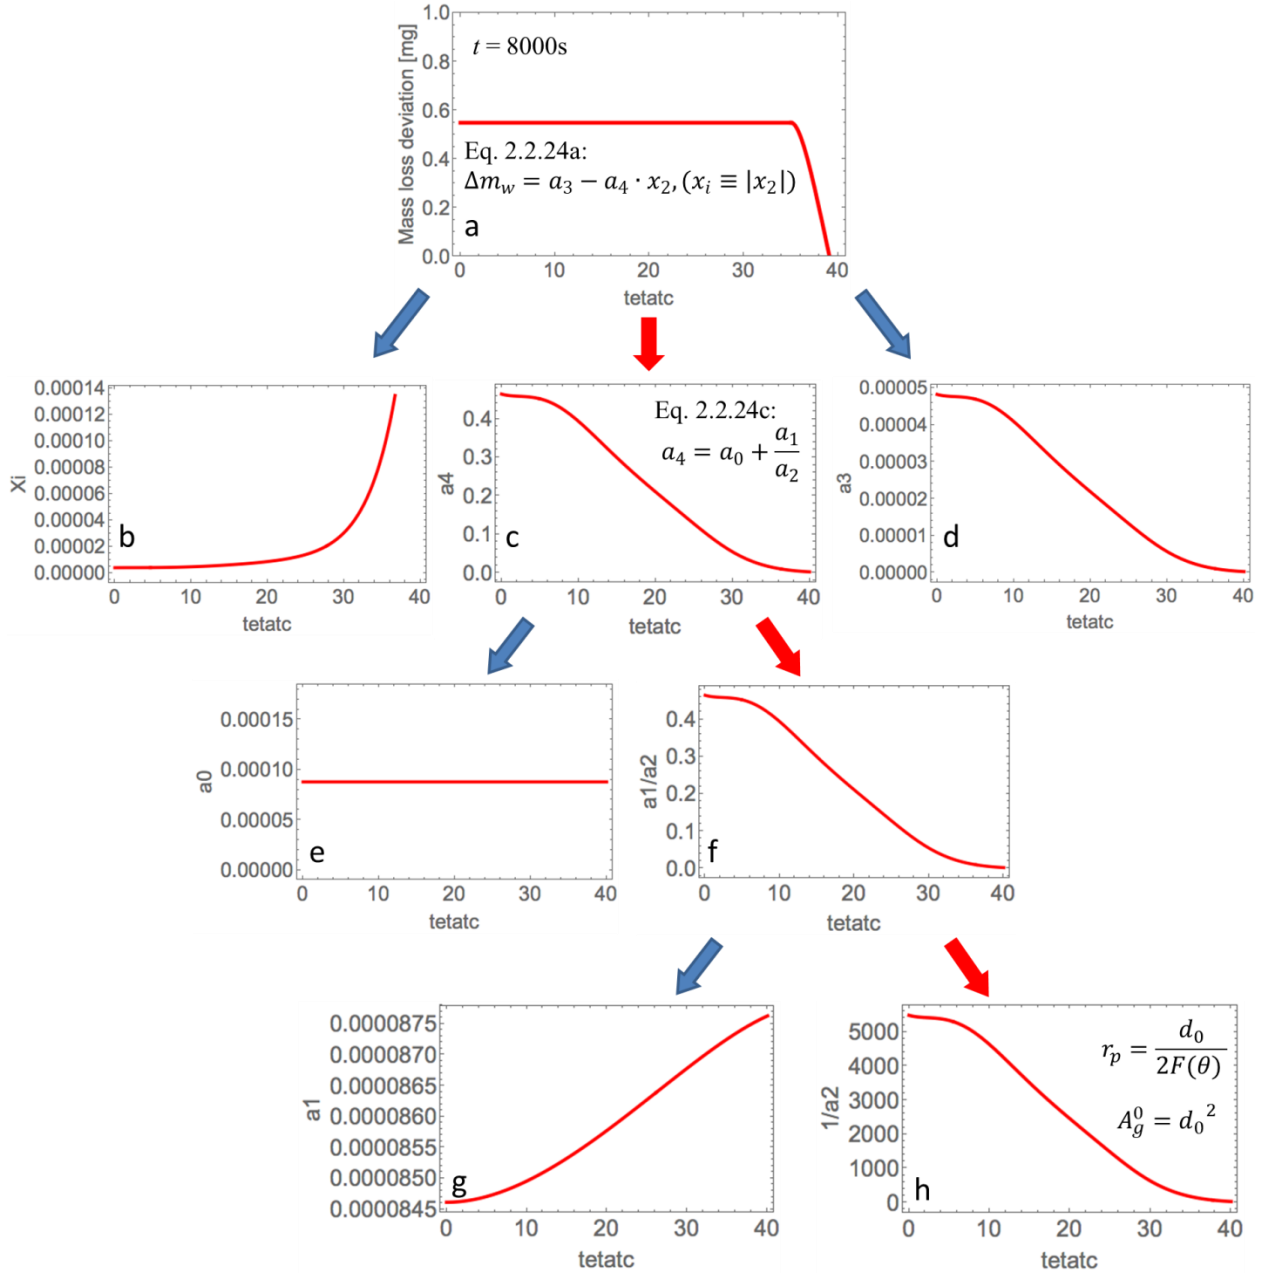 1.0
0.8
0.6
0.4
0.2
0.0
Mass loss deviation [mg]
t = 8000s
Eq. 2.2.24a:
Δm_w = a_3 − a_4 · x_2, (x_i ≡ |x_2|)
a
0 10 20 30 40
tetatc
0.00014
0.00012
0.00010
0.00008
0.00006
0.00004
0.00002
0.00000
Xi
b
0 10 20 30 40
tetatc
0.4
0.3
0.2
0.1
0.0
a4
Eq. 2.2.24c:
a_4 = a_0 + a_1/a_2
c
0 10 20 30 40
tetatc
0.00005
0.00004
0.00003
0.00002
0.00001
0.00000
a3
d
0 10 20 30 40
tetatc
0.00015
0.00010
0.00005
0.00000
a0
e
0 10 20 30 40
tetatc
0.4
0.3
0.2
0.1
0.0
a1/a2
f
0 10 20 30 40
tetatc
0.0000875
0.0000870
0.0000865
0.0000860
0.0000855
0.0000850
0.0000845
a1
g
0 10 20 30 40
tetatc
5000
4000
3000
2000
1000
0
1/a2
r_p = d_0/2F(θ)
A_g^0 = d_0^2
h
0 10 20 30 40
tetatc